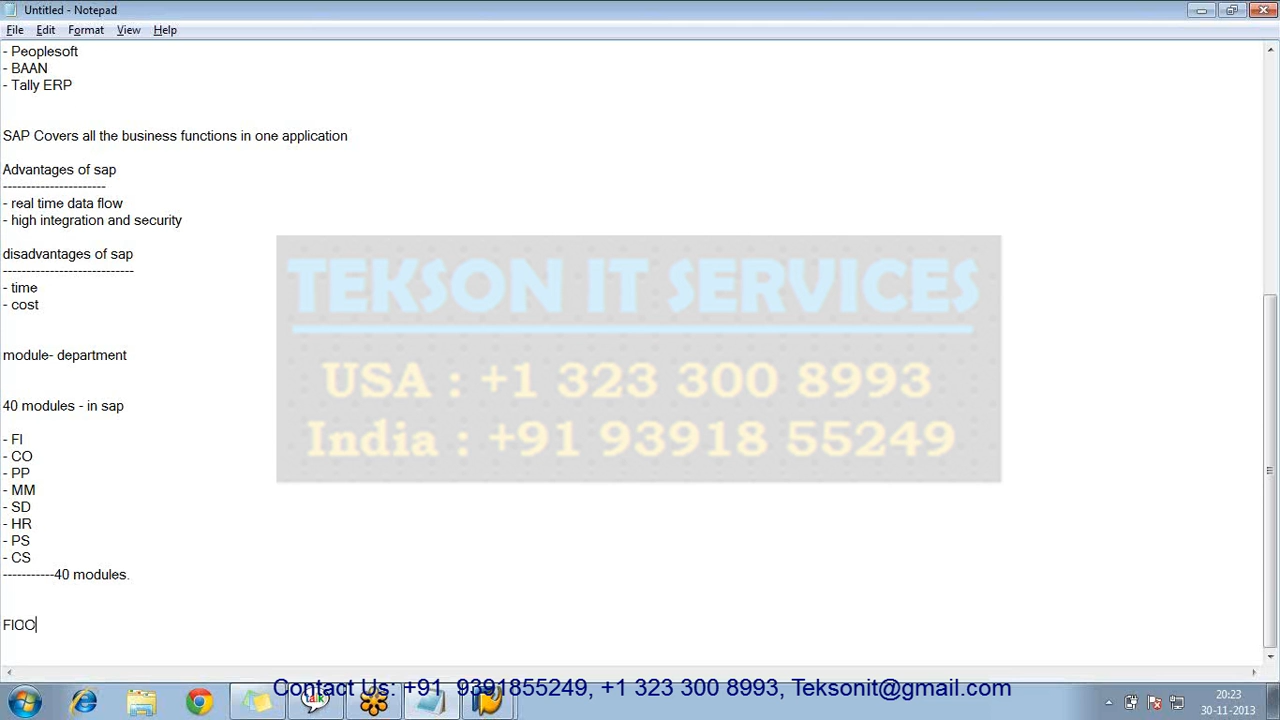 Untitled - Notepad
File Edit Format View Help
- Peoplesoft
- BAAN
- Tally ERP
SAP Covers all the business functions in one application
Advantages of sap
----------------------
- real time data flow
- high integration and security
disadvantages of sap
----------------------------
- time
- cost
module- department
40 modules - in sap
- FI
- CO
- PP
- MM
- SD
- HR
- PS
- CS
-----------40 modules.
FICO
TEKSON IT SERVICES
USA : +1 323 300 8993
India : +91 93918 55249
talk
Contact Us: +91 9391855249, +1 323 300 8993, Teksonit@gmail.com
20:23
30-11-2013